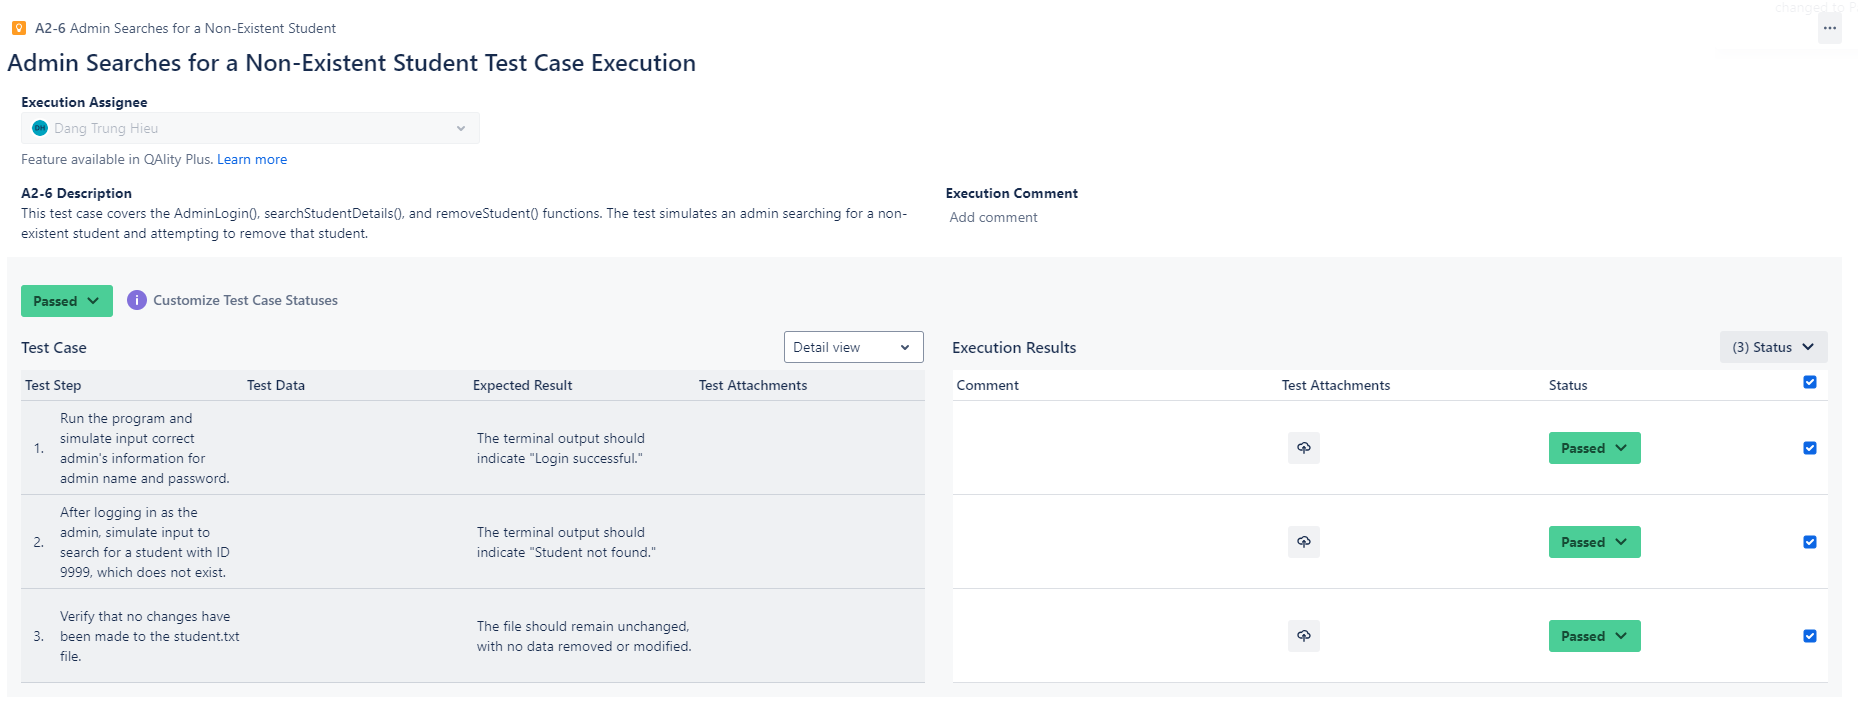 changed to P
A2-6 Admin Searches for a Non-Existent Student
Admin Searches for a Non-Existent Student Test Case Execution
Execution Assignee
DH Dang Trung Hieu
Feature available in QAlity Plus. Learn more
A2-6 Description
This test case covers the AdminLogin(), searchStudentDetails(), and removeStudent() functions. The test simulates an admin searching for a non-
existent student and attempting to remove that student.
Execution Comment
Add comment
Passed
i Customize Test Case Statuses
Test Case
Detail view
Execution Results
(3) Status
Test Step Test Data Expected Result Test Attachments
Comment Test Attachments Status
1.
Run the program and
simulate input correct
admin's information for
admin name and password.
The terminal output should
indicate "Login successful."
Passed
2.
After logging in as the
admin, simulate input to
search for a student with ID
9999, which does not exist.
The terminal output should
indicate "Student not found."
Passed
3.
Verify that no changes have
been made to the student.txt
file.
The file should remain unchanged,
with no data removed or modified.
Passed